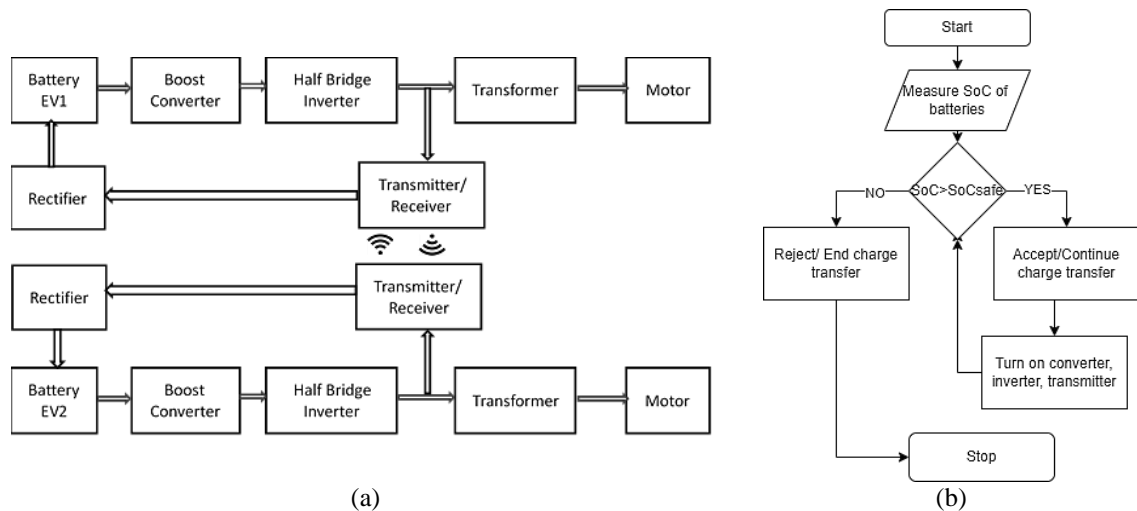 Battery
EV1
Boost
Converter
Half Bridge
Inverter
Transformer
Motor
Rectifier
Transmitter/
Receiver
Rectifier
Transmitter/
Receiver
Battery
EV2
Boost
Converter
Half Bridge
Inverter
Transformer
Motor
(a)
Start
Measure SoC of
batteries
SoC>SoCsafe
NO
YES
Reject/ End charge
transfer
Accept/Continue
charge transfer
Turn on converter,
inverter, transmitter
Stop
(b)